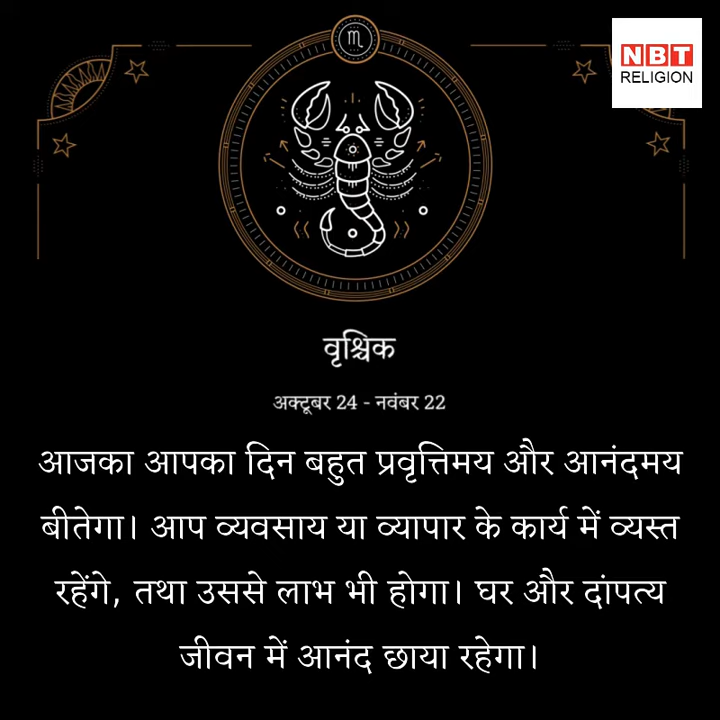 NBT
RELIGION
♏
वृश्चिक
अक्टूबर 24 - नवंबर 22
आजका आपका दिन बहुत प्रवृत्तिमय और आनंदमय
बीतेगा। आप व्यवसाय या व्यापार के कार्य में व्यस्त
रहेंगे, तथा उससे लाभ भी होगा। घर और दांपत्य
जीवन में आनंद छाया रहेगा।